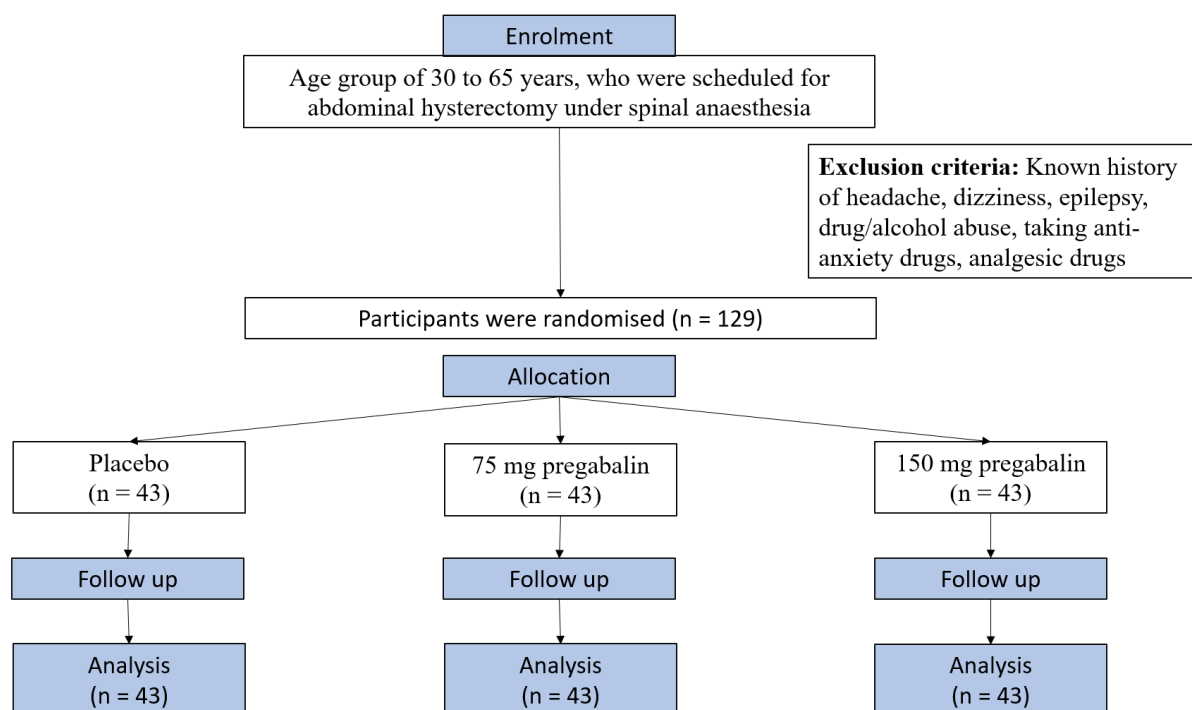 Enrolment
Age group of 30 to 65 years, who were scheduled for
abdominal hysterectomy under spinal anaesthesia
Exclusion criteria: Known history
of headache, dizziness, epilepsy,
drug/alcohol abuse, taking anti-
anxiety drugs, analgesic drugs
Participants were randomised (n = 129)
Allocation
Placebo
(n = 43)
75 mg pregabalin
(n = 43)
150 mg pregabalin
(n = 43)
Follow up
Follow up
Follow up
Analysis
(n = 43)
Analysis
(n = 43)
Analysis
(n = 43)